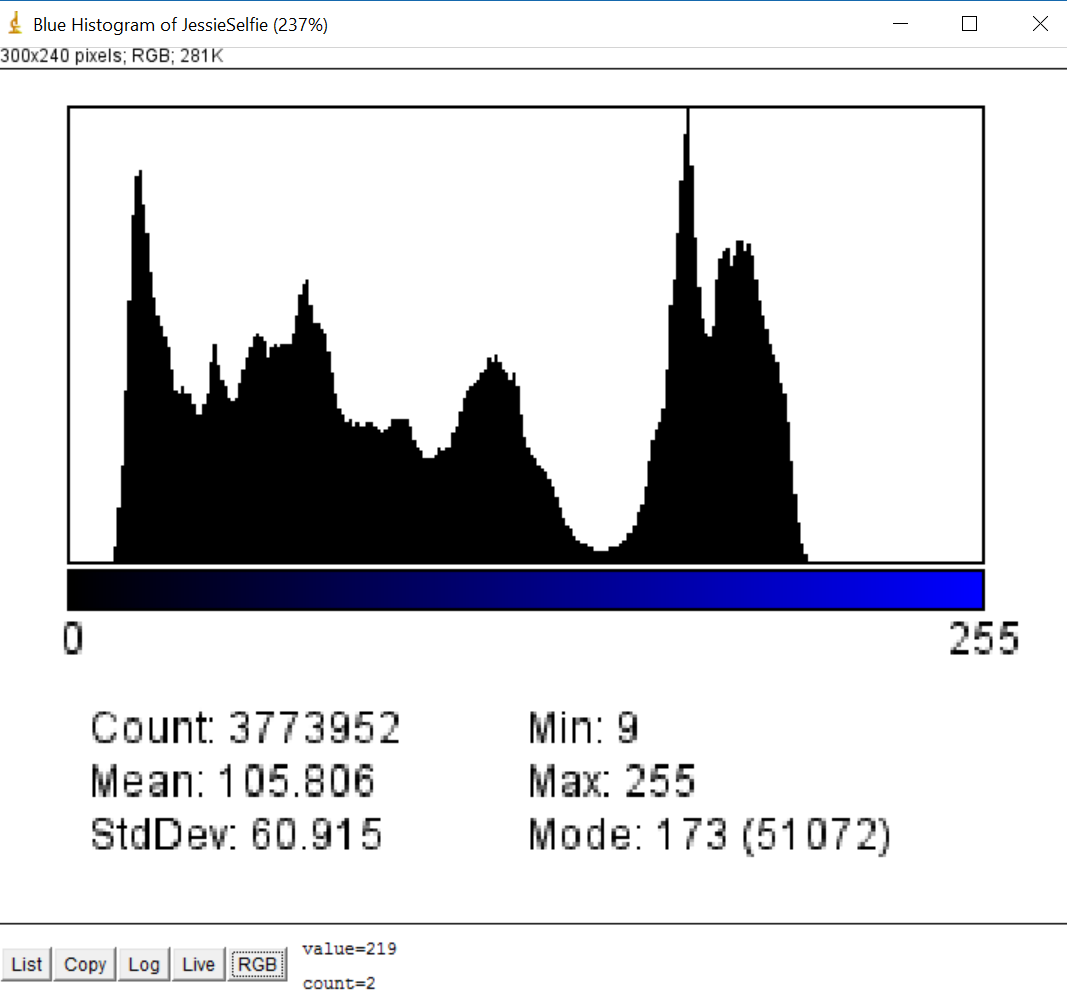 Blue Histogram of JessieSelfie (237%)
300x240 pixels; RGB; 281K
0 255
Count: 3773952 Min: 9
Mean: 105.806 Max: 255
StdDev: 60.915 Mode: 173 (51072)
List Copy Log Live RGB value=219
count=2